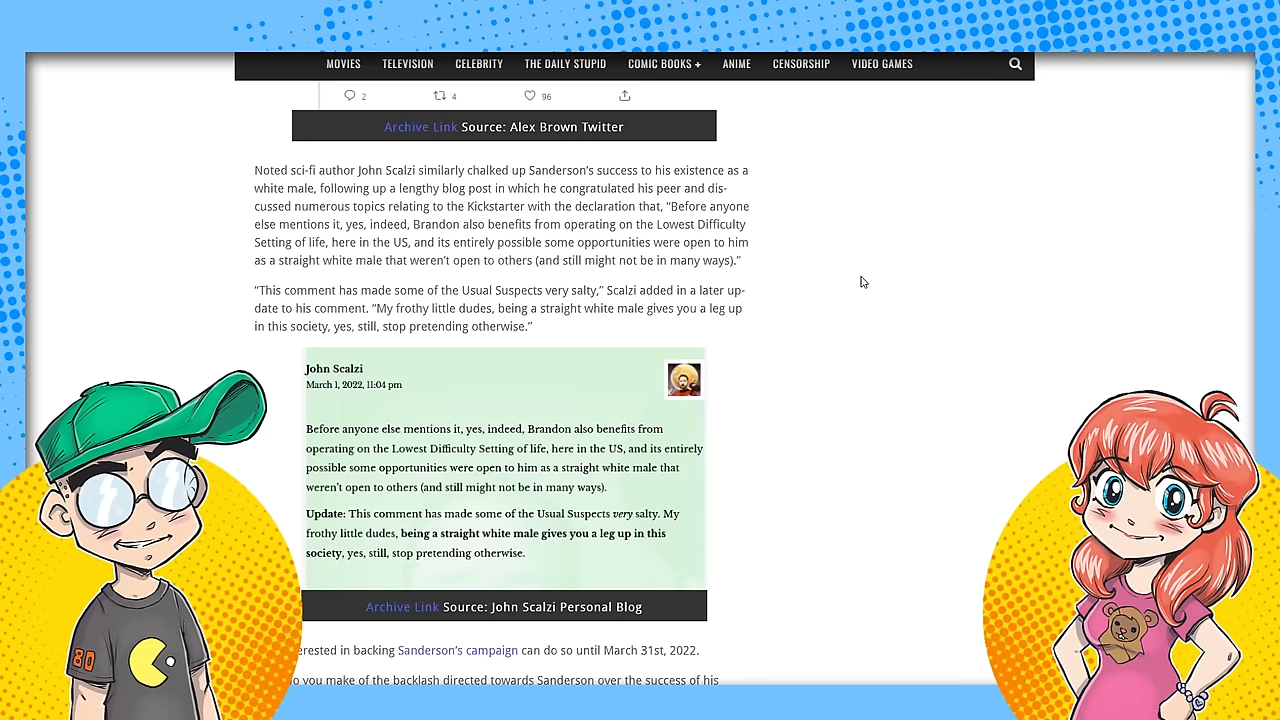 MOVIES TELEVISION CELEBRITY THE DAILY STUPID COMIC BOOKS + ANIME CENSORSHIP VIDEO GAMES
2 4 96
Archive Link Source: Alex Brown Twitter
Noted sci-fi author John Scalzi similarly chalked up Sanderson’s success to his existence as a
white male, following up a lengthy blog post in which he congratulated his peer and dis-
cussed numerous topics relating to the Kickstarter with the declaration that, “Before anyone
else mentions it, yes, indeed, Brandon also benefits from operating on the Lowest Difficulty
Setting of life, here in the US, and its entirely possible some opportunities were open to him
as a straight white male that weren’t open to others (and still might not be in many ways).”
“This comment has made some of the Usual Suspects very salty,” Scalzi added in a later up-
date to his comment. “My frothy little dudes, being a straight white male gives you a leg up
in this society, yes, still, stop pretending otherwise.”
John Scalzi
March 1, 2022, 11:04 pm
Before anyone else mentions it, yes, indeed, Brandon also benefits from
operating on the Lowest Difficulty Setting of life, here in the US, and its entirely
possible some opportunities were open to him as a straight white male that
weren’t open to others (and still might not be in many ways).
Update: This comment has made some of the Usual Suspects very salty. My
frothy little dudes, being a straight white male gives you a leg up in this
society, yes, still, stop pretending otherwise.
Archive Link Source: John Scalzi Personal Blog
erested in backing Sanderson’s campaign can do so until March 31st, 2022.
o you make of the backlash directed towards Sanderson over the success of his
80